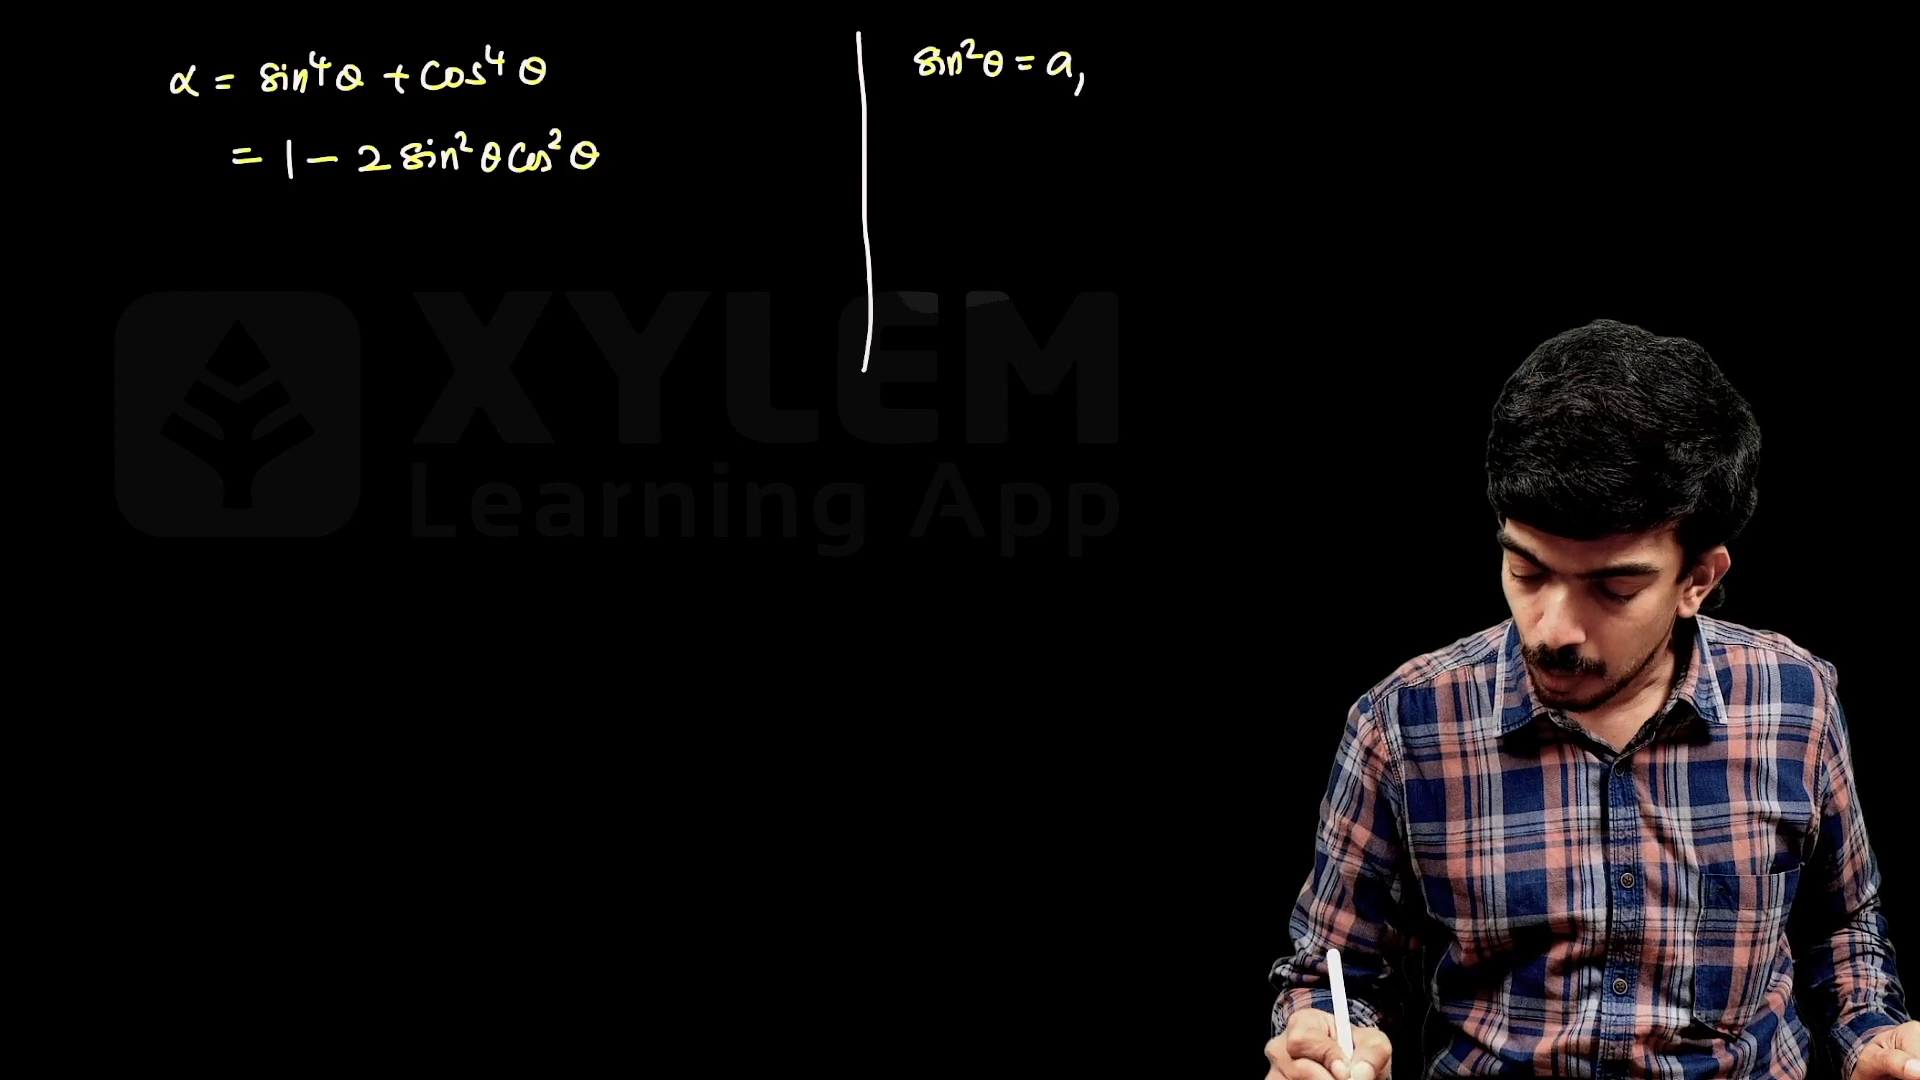 α = sin⁴θ + cos⁴θ
= 1 − 2 sin²θ cos²θ
sin²θ = a,
XYLEM
Learning App